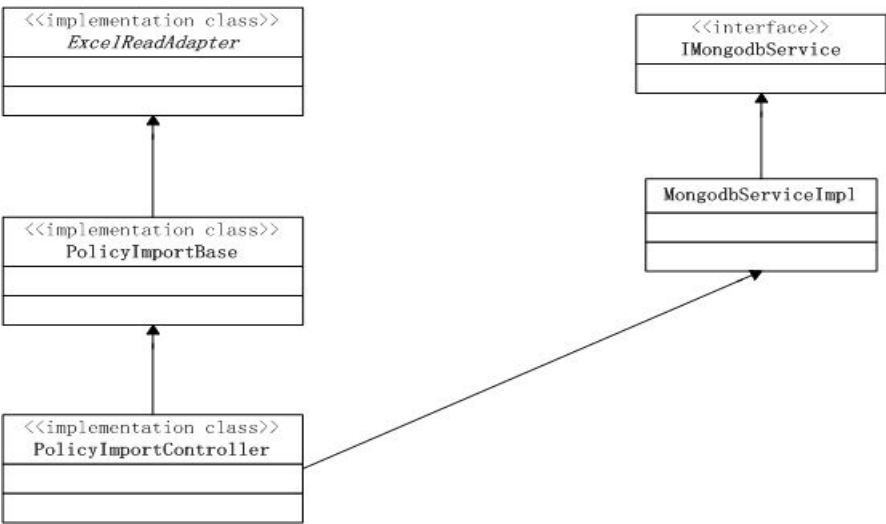 <<implementation class>>
ExcelReadAdapter
<<interface>>
IMongodbService
MongodbServiceImpl
<<implementation class>>
PolicyImportBase
<<implementation class>>
PolicyImportController